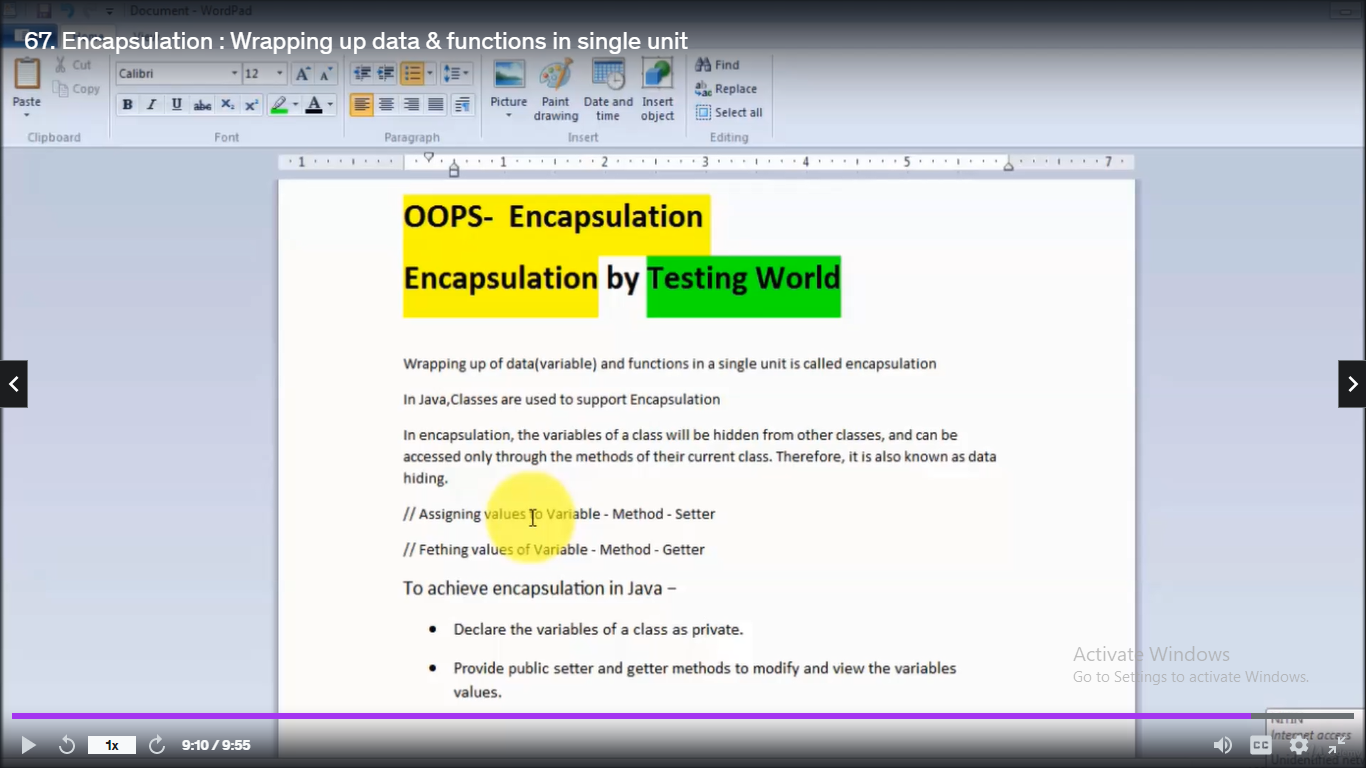 Document - WordPad
67. Encapsulation : Wrapping up data & functions in single unit
Paste
Cut
Copy
Clipboard
Calibri
12
Font
Paragraph
Picture
Paint drawing
Date and time
Insert object
Insert
Find
Replace
Select all
Editing
1 1 2 3 4 5 7
OOPS- Encapsulation
Encapsulation by Testing World
Wrapping up of data(variable) and functions in a single unit is called encapsulation
In Java,Classes are used to support Encapsulation
In encapsulation, the variables of a class will be hidden from other classes, and can be
accessed only through the methods of their current class. Therefore, it is also known as data
hiding.
// Assigning values to Variable - Method - Setter
// Fething values of Variable - Method - Getter
To achieve encapsulation in Java –
• Declare the variables of a class as private.
• Provide public setter and getter methods to modify and view the variables
values.
Activate Windows
Go to Settings to activate Windows.
Internet access
1x
9:10 / 9:55
CC